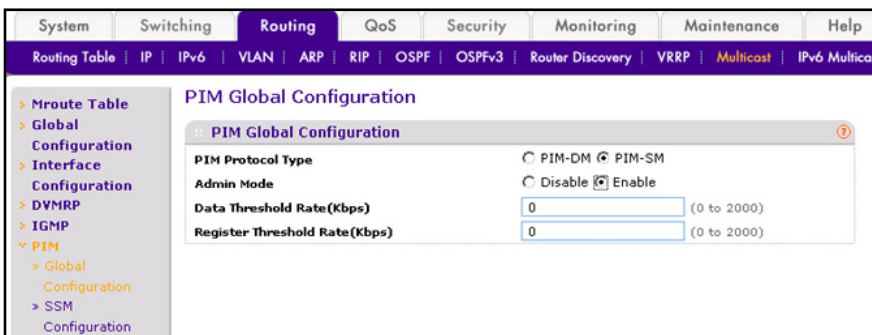 System Switching Routing QoS Security Monitoring Maintenance Help
Routing Table | IP | IPv6 | VLAN | ARP | RIP | OSPF | OSPFv3 | Router Discovery | VRRP | Multicast | IPv6 Multica
Mroute Table
Global
Configuration
Interface
Configuration
DVMRP
IGMP
PIM
Global
Configuration
SSM
Configuration
PIM Global Configuration
PIM Global Configuration
PIM Protocol Type PIM-DM PIM-SM
Admin Mode Disable Enable
Data Threshold Rate(Kbps) 0 (0 to 2000)
Register Threshold Rate(Kbps) 0 (0 to 2000)